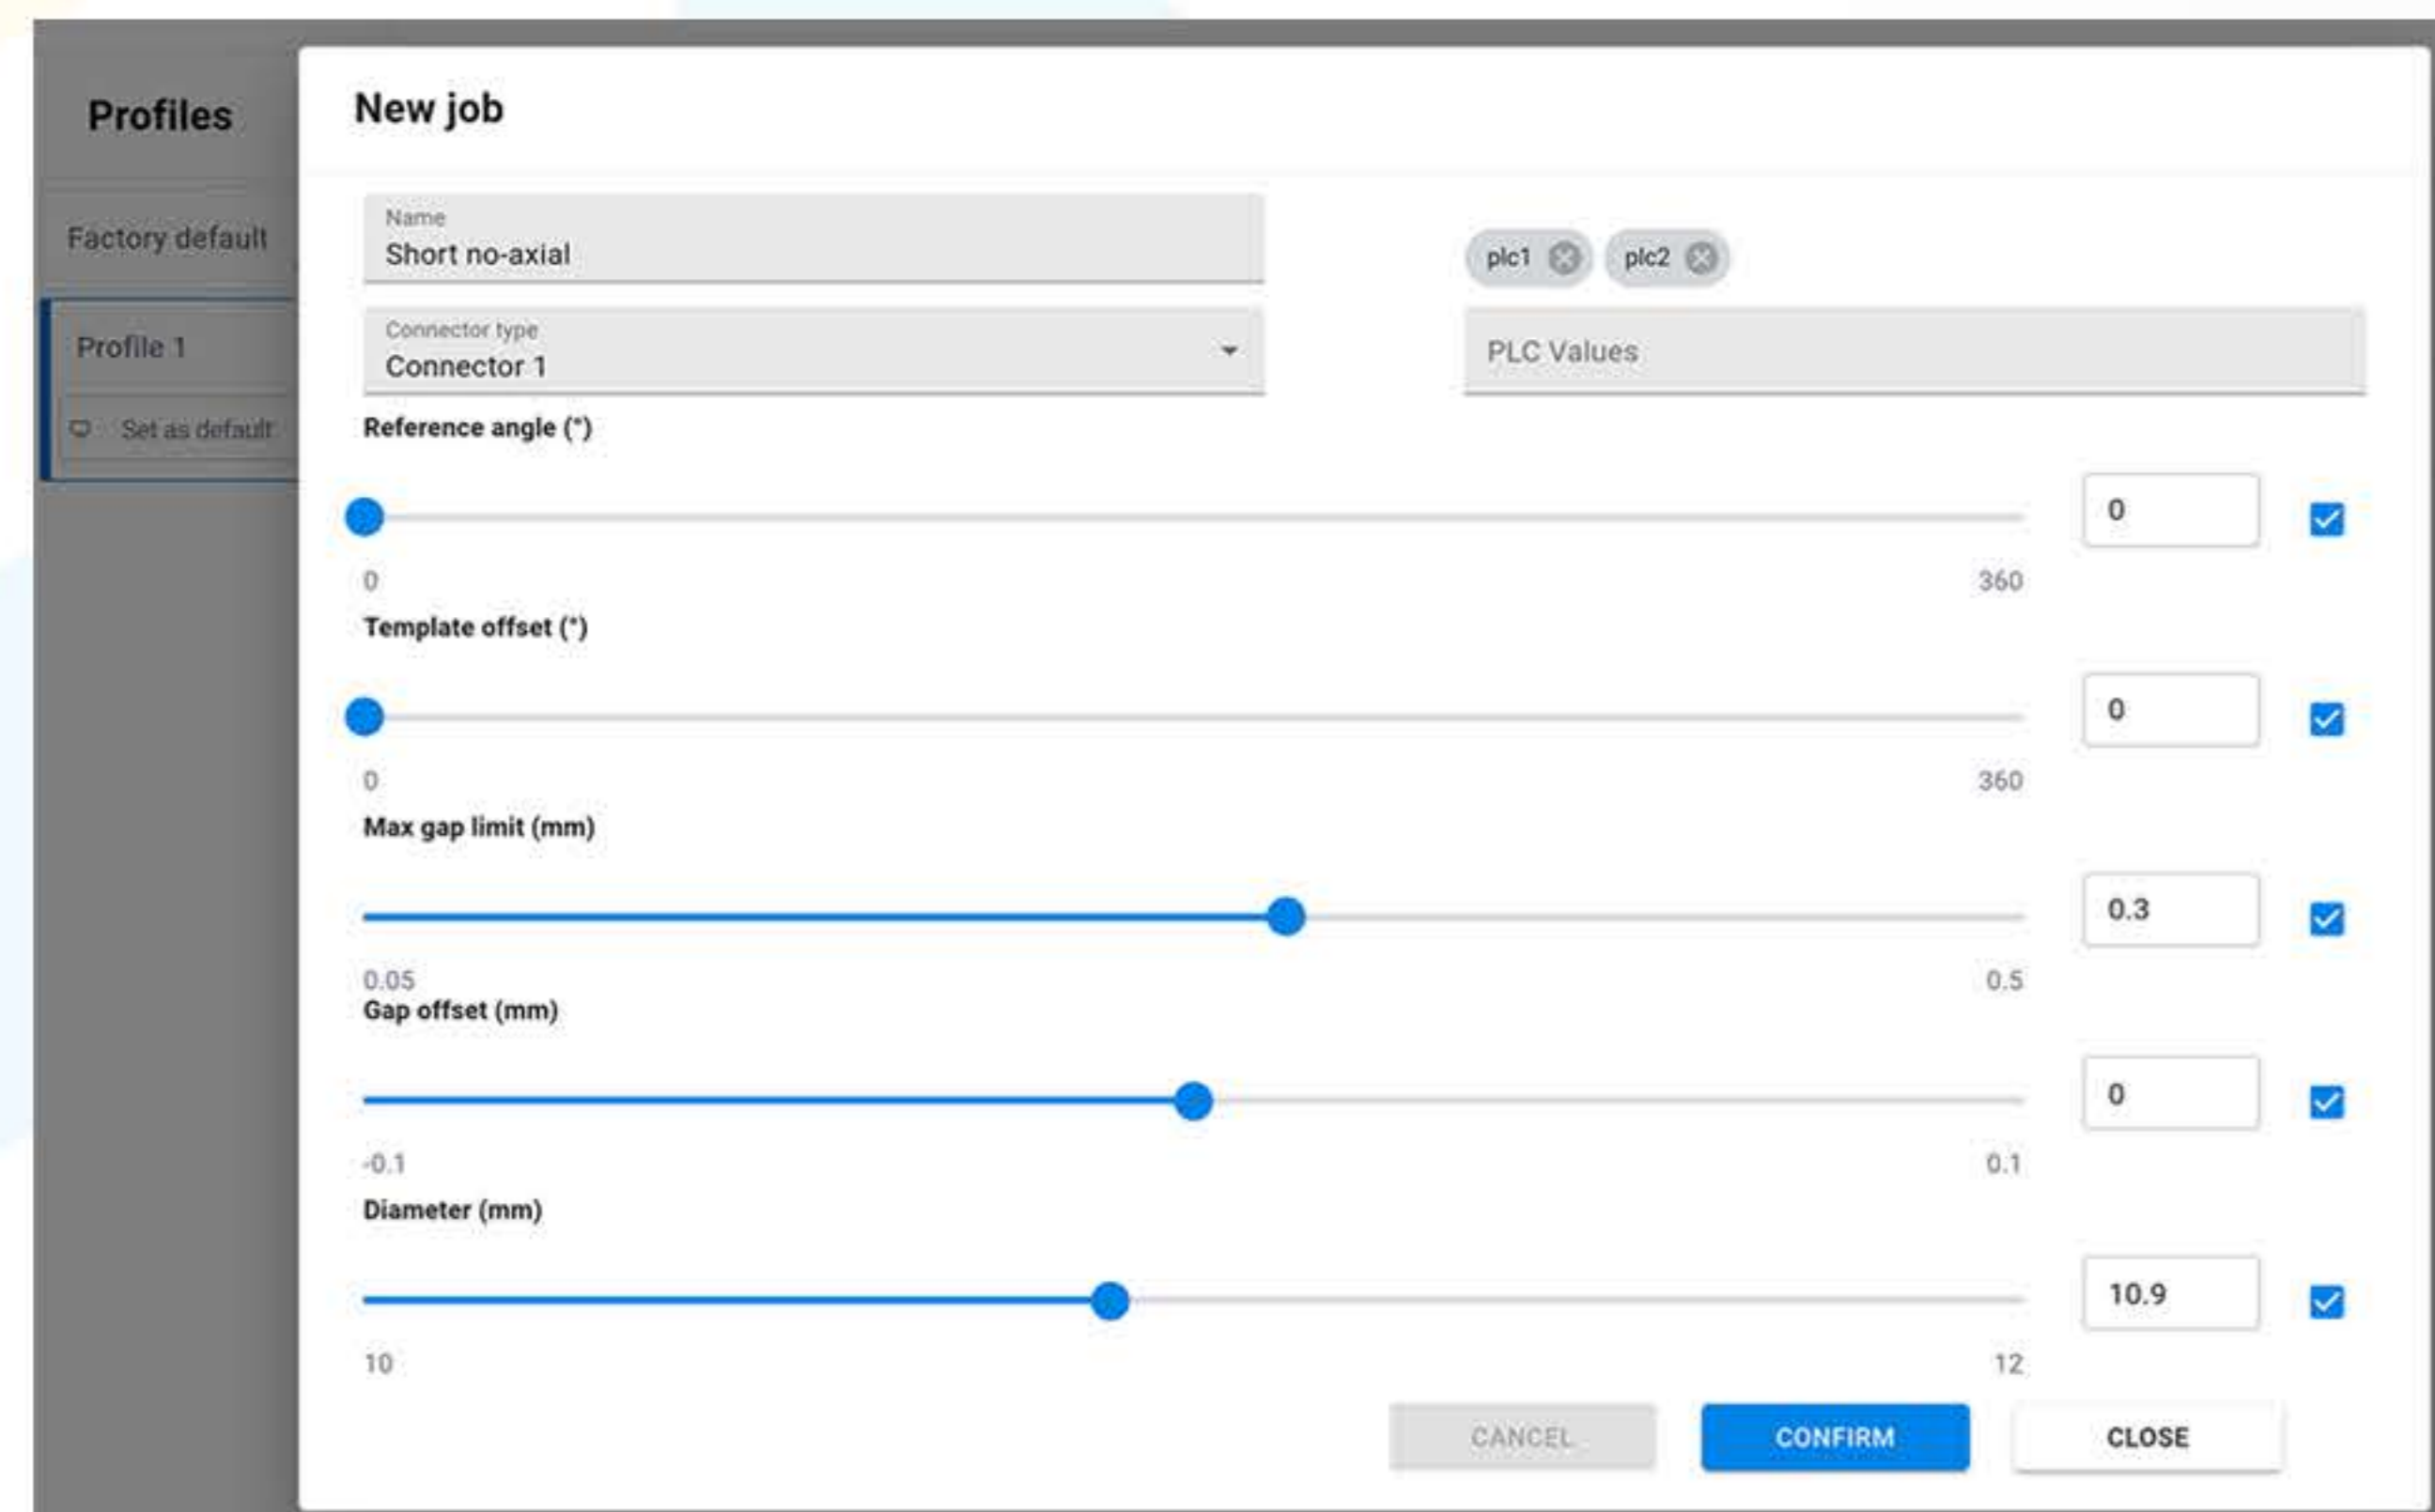 Profiles
Factory default
Profile 1
Set as default
New job
Name
Short no-axial
plc1
plc2
Connector type
Connector 1
PLC Values
Reference angle (°)
0
0
360
Template offset (°)
0
0
360
Max gap limit (mm)
0.3
0.05
0.5
Gap offset (mm)
0
-0.1
0.1
Diameter (mm)
10.9
10
12
CANCEL
CONFIRM
CLOSE